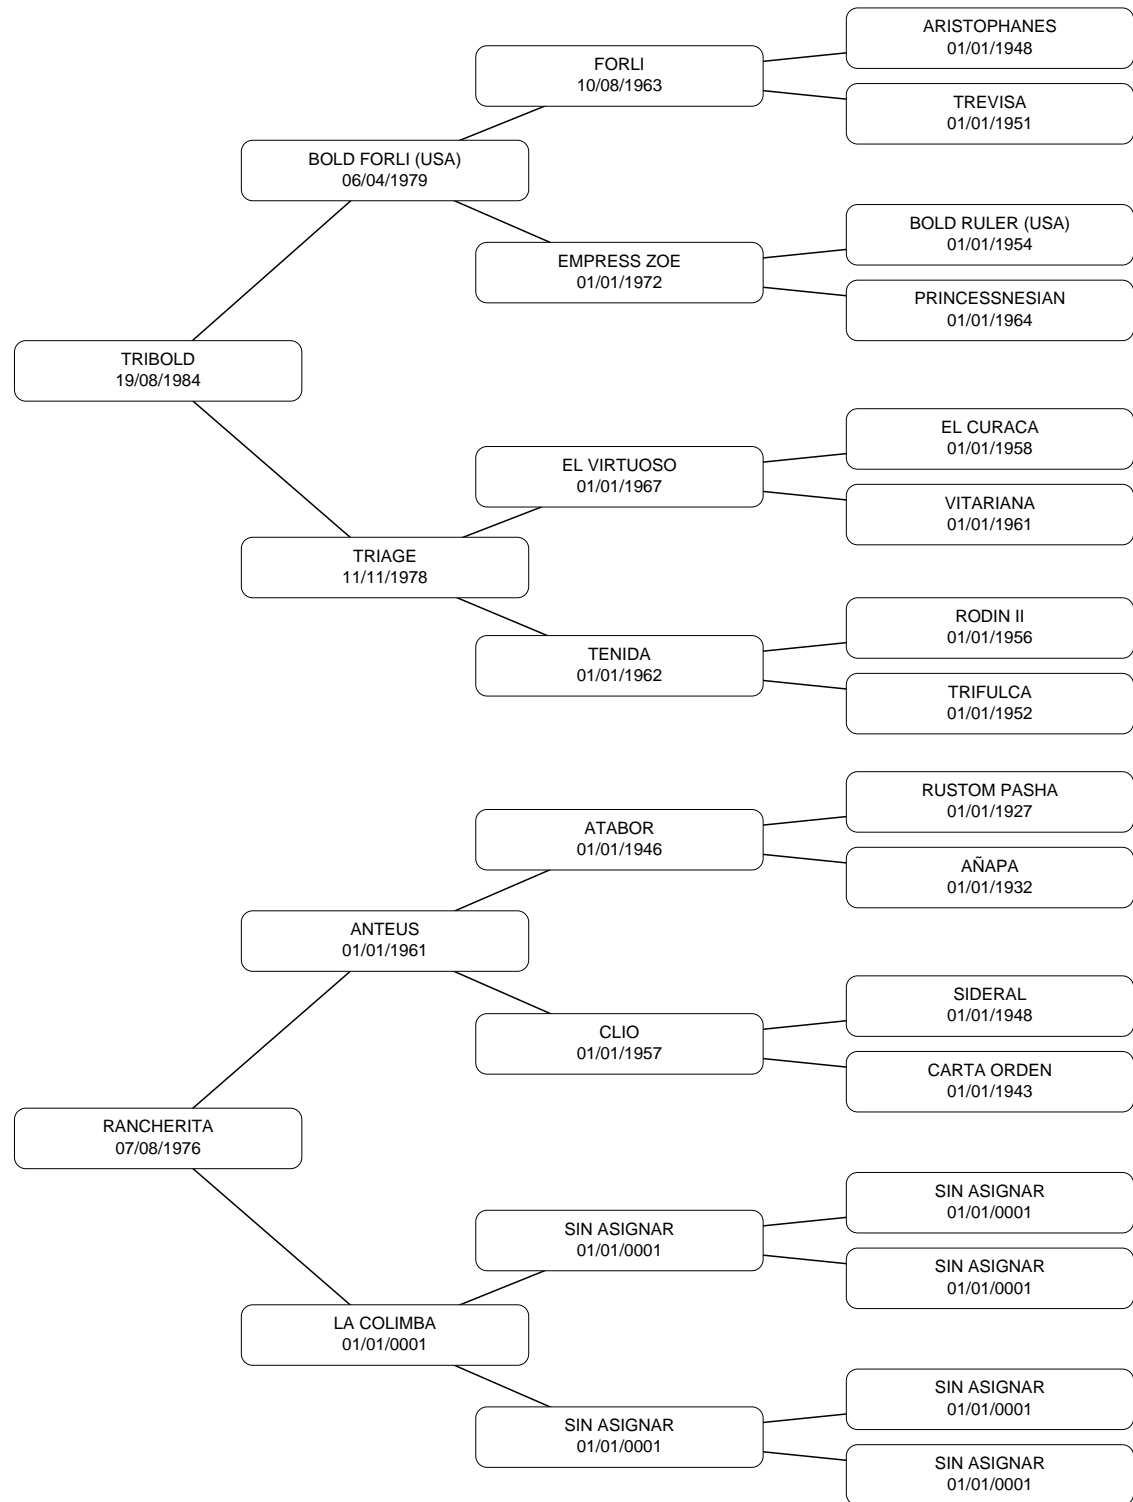 ARISTOPHANES
01/01/1948
FORLI
10/08/1963
TREVISA
01/01/1951
BOLD FORLI (USA)
06/04/1979
BOLD RULER (USA)
01/01/1954
EMPRESS ZOE
01/01/1972
PRINCESSNESIAN
01/01/1964
TRIBOLD
19/08/1984
EL CURACA
01/01/1958
EL VIRTUOSO
01/01/1967
VITARIANA
01/01/1961
TRIAGE
11/11/1978
RODIN II
01/01/1956
TENIDA
01/01/1962
TRIFULCA
01/01/1952
RUSTOM PASHA
01/01/1927
ATABOR
01/01/1946
AÑAPA
01/01/1932
ANTEUS
01/01/1961
SIDERAL
01/01/1948
CLIO
01/01/1957
CARTA ORDEN
01/01/1943
RANCHERITA
07/08/1976
SIN ASIGNAR
01/01/0001
SIN ASIGNAR
01/01/0001
SIN ASIGNAR
01/01/0001
LA COLIMBA
01/01/0001
SIN ASIGNAR
01/01/0001
SIN ASIGNAR
01/01/0001
SIN ASIGNAR
01/01/0001